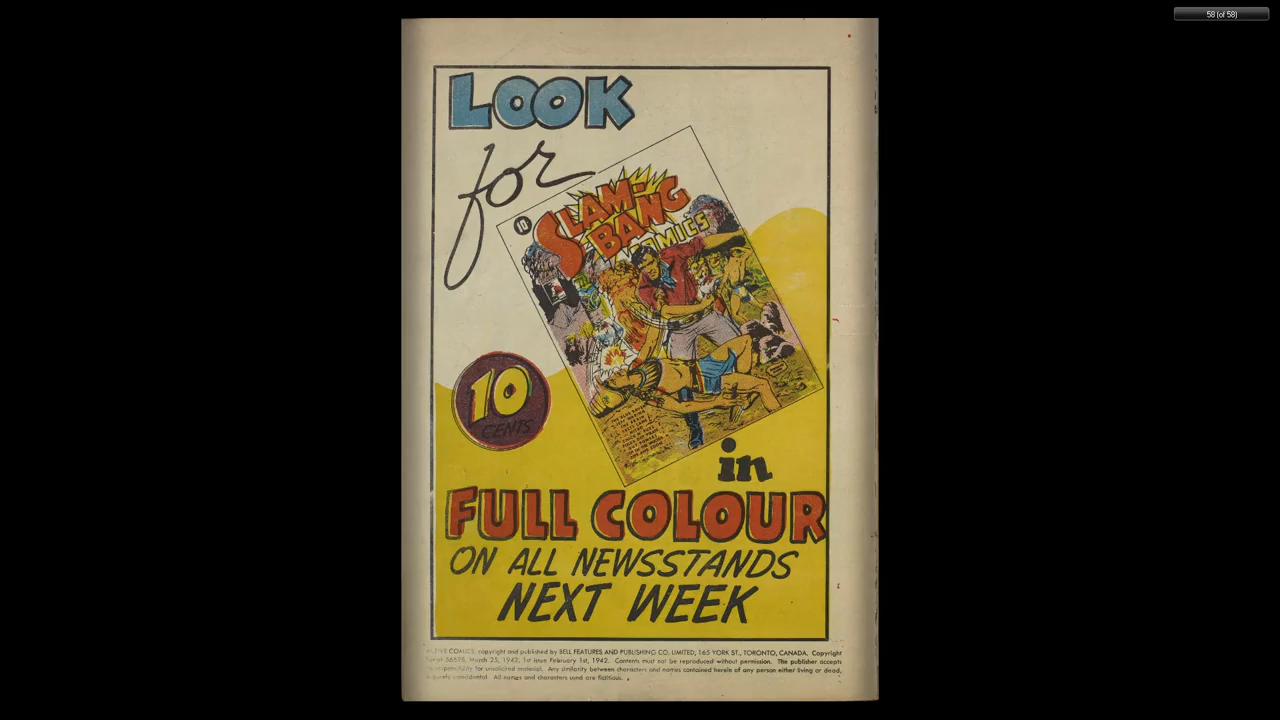 58 (of 58)
LOOK
for
10¢
SLAM-
BANG
COMICS
10
CENTS
in
FULL COLOUR
ON ALL NEWSSTANDS
NEXT WEEK
COMICS, copyright and published by BELL FEATURES AND PUBLISHING CO. LIMITED, 165 YORK ST., TORONTO, CANADA. Copyright
56575, March 25, 1942, 1st issue February 1st, 1942. Contents must not be reproduced without permission. The publisher accepts
responsibility for unsolicited material. Any similarity between characters and names contained herein of any person either living or dead,
purely coincidental. All names and characters used are fictitious.